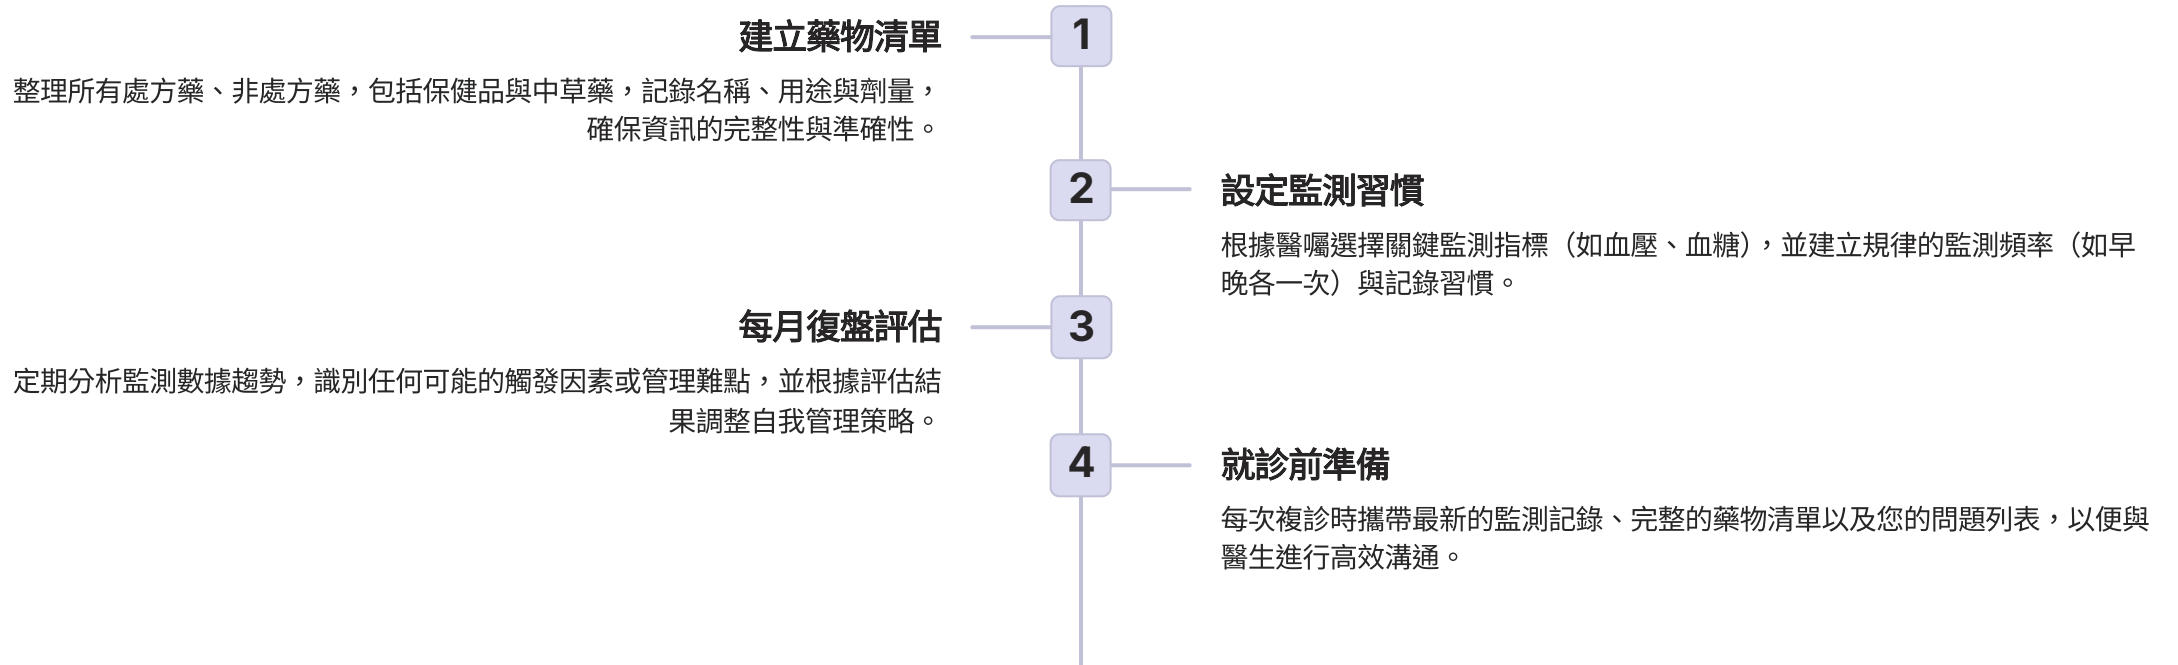 1
建立藥物清單
整理所有處方藥、非處方藥，包括保健品與中草藥，記錄名稱、用途與劑量，
確保資訊的完整性與準確性。
2
設定監測習慣
根據醫囑選擇關鍵監測指標（如血壓、血糖），並建立規律的監測頻率（如早
晚各一次）與記錄習慣。
3
每月復盤評估
定期分析監測數據趨勢，識別任何可能的觸發因素或管理難點，並根據評估結
果調整自我管理策略。
4
就診前準備
每次複診時攜帶最新的監測記錄、完整的藥物清單以及您的問題列表，以便與
醫生進行高效溝通。